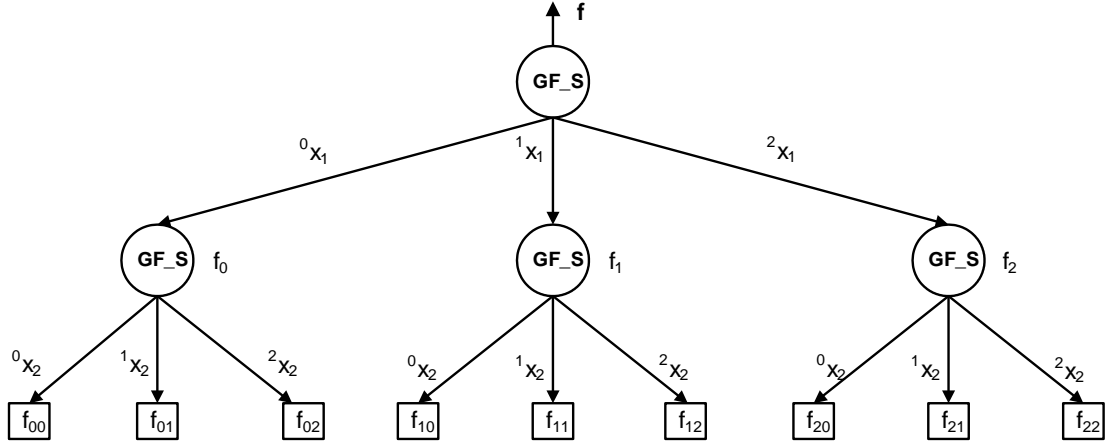 f
GF_S
⁰x₁ ¹x₁ ²x₁
GF_S f₀ GF_S f₁ GF_S f₂
⁰x₂ ¹x₂ ²x₂ ⁰x₂ ¹x₂ ²x₂ ⁰x₂ ¹x₂ ²x₂
f₀₀ f₀₁ f₀₂ f₁₀ f₁₁ f₁₂ f₂₀ f₂₁ f₂₂